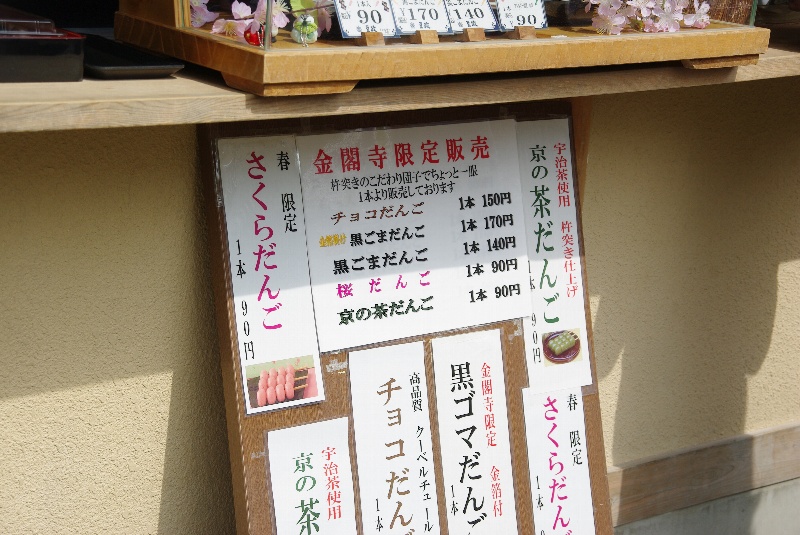 90
170
140
90
春 限定
さくらだんご
1本 90円
金閣寺限定販売
杵突きのこだわり団子でちょっと一服
1本より販売しております
チョコだんご 1本 150円
金箔付け 黒ごまだんご 1本 170円
黒ごまだんご 1本 140円
桜だんご 1本 90円
京の茶だんご 1本 90円
宇治茶使用 杵突き仕上げ
京の茶だんご
1本 90円
宇治茶使用
京の茶
高品質 クーベルチュール
チョコだん
1本
金閣寺限定 金箔付
黒ゴマだんご
1本
春 限定
さくらだん
1本